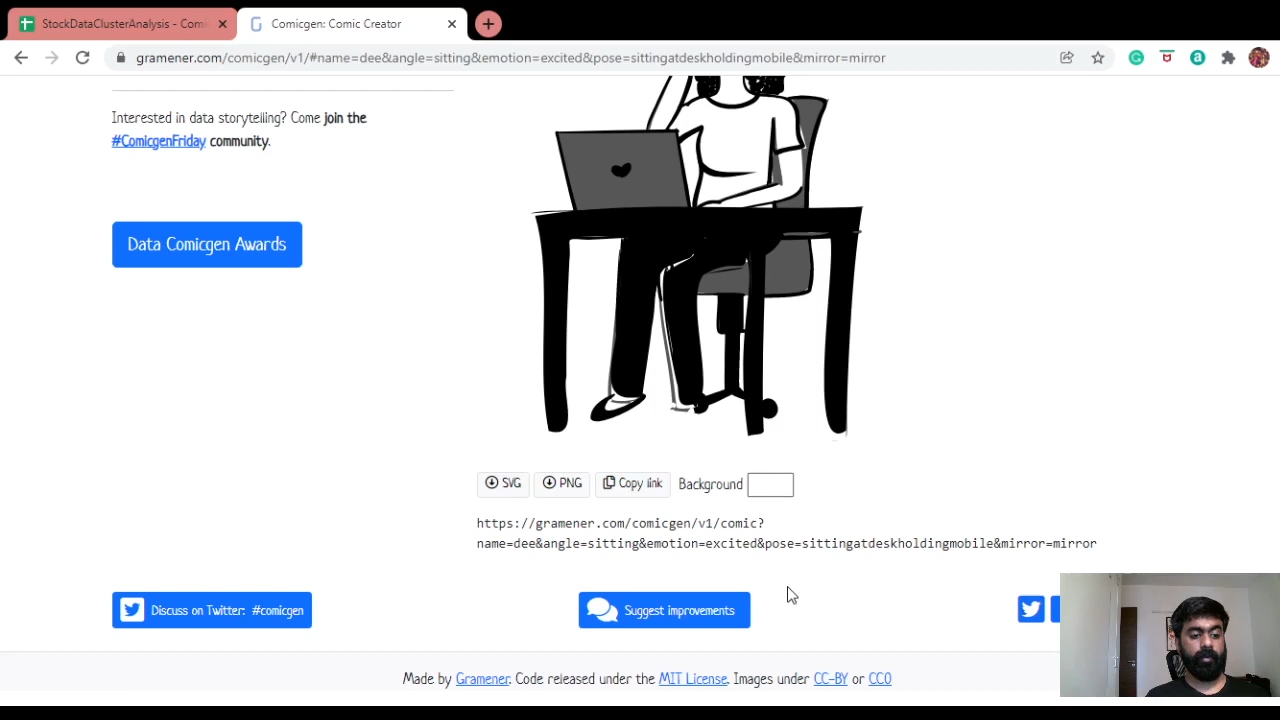 StockDataClusterAnalysis - Comi
Comicgen: Comic Creator
gramener.com/comicgen/v1/#name=dee&angle=sitting&emotion=excited&pose=sittingatdeskholdingmobile&mirror=mirror
Interested in data storytelling? Come join the
#ComicgenFriday community.
Data Comicgen Awards
SVG PNG Copy link Background
https://gramener.com/comicgen/v1/comic?
name=dee&angle=sitting&emotion=excited&pose=sittingatdeskholdingmobile&mirror=mirror
Discuss on Twitter: #comicgen
Suggest improvements
Made by Gramener. Code released under the MIT License. Images under CC-BY or CC0